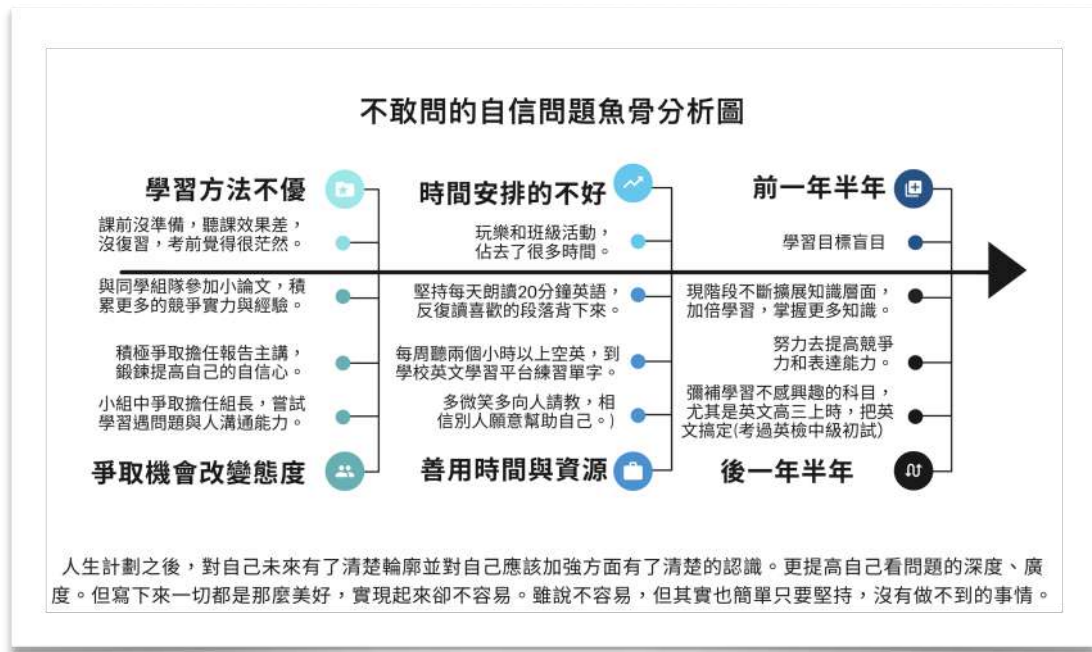 不敢問的自信問題魚骨分析圖
學習方法不優
課前沒準備，聽課效果差，
沒復習，考前覺得很茫然。
時間安排的不好
玩樂和班級活動，
佔去了很多時間。
前一年半年
學習目標盲目
與同學組隊參加小論文，積
累更多的競爭實力與經驗。
積極爭取擔任報告主講，
鍛鍊提高自己的自信心。
小組中爭取擔任組長，嘗試
學習遇問題與人溝通能力。
爭取機會改變態度
堅持每天朗讀20分鐘英語，
反復讀喜歡的段落背下來。
每周聽兩個小時以上空英，到
學校英文學習平台練習單字。
多微笑多向人請教，相
信別人願意幫助自己。)
善用時間與資源
現階段不斷擴展知識層面，
加倍學習，掌握更多知識。
努力去提高競爭
力和表達能力。
彌補學習不感興趣的科目，
尤其是英文高三上時，把英
文搞定(考過英檢中級初試)
後一年半年
人生計劃之後，對自己未來有了清楚輪廓並對自己應該加強方面有了清楚的認識。更提高自己看問題的深度、廣
度。但寫下來一切都是那麼美好，實現起來卻不容易。雖說不容易，但其實也簡單只要堅持，沒有做不到的事情。